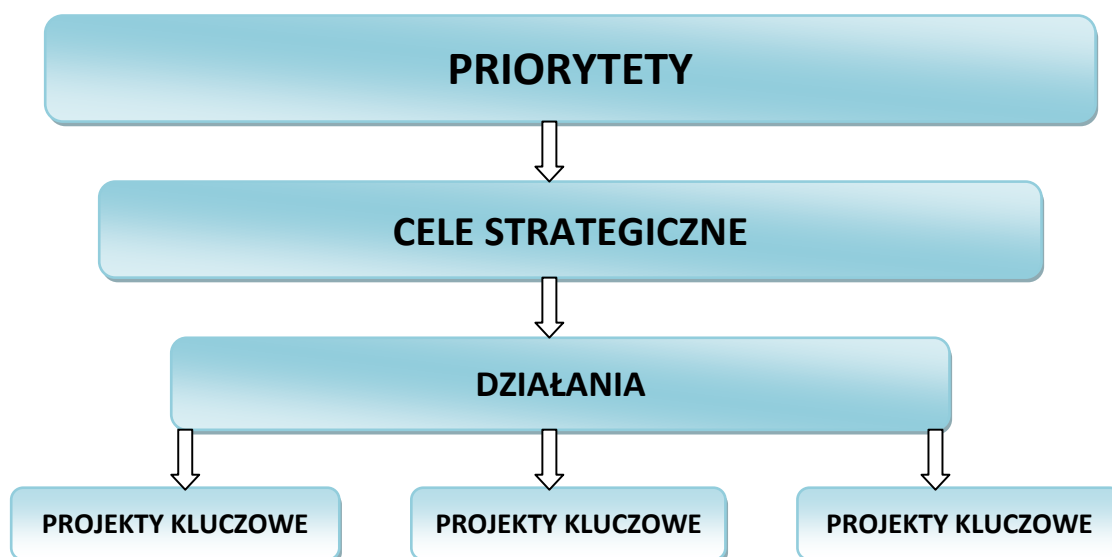 PRIORYTETY
CELE STRATEGICZNE
DZIAŁANIA
PROJEKTY KLUCZOWE
PROJEKTY KLUCZOWE
PROJEKTY KLUCZOWE